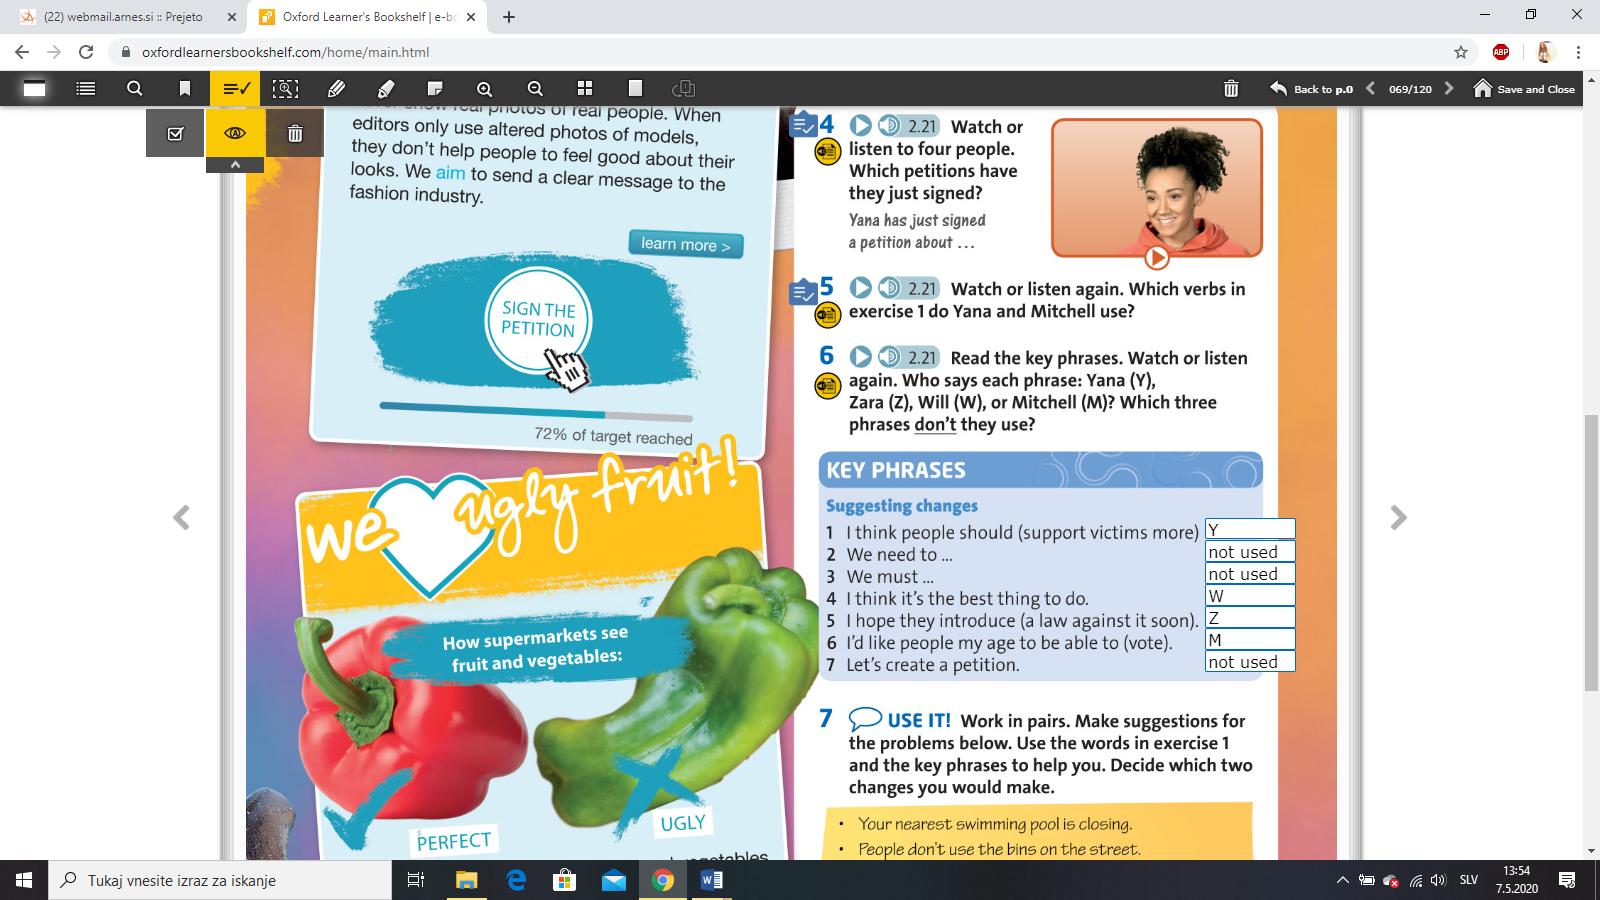 (22) webmail.arnes.si :: Prejeto
Oxford Learner's Bookshelf | e-bo
oxfordlearnersbookshelf.com/home/main.html
ABP
Back to p.0
069/120
Save and Close
show real photos of real people. When
editors only use altered photos of models,
they don't help people to feel good about their
looks. We aim to send a clear message to the
fashion industry.
learn more >
SIGN THE
PETITION
72% of target reached
we ugly fruit!
How supermarkets see
fruit and vegetables:
PERFECT
UGLY
4 2.21 Watch or
listen to four people.
Which petitions have
they just signed?
Yana has just signed
a petition about ...
5 2.21 Watch or listen again. Which verbs in
exercise 1 do Yana and Mitchell use?
6 2.21 Read the key phrases. Watch or listen
again. Who says each phrase: Yana (Y),
Zara (Z), Will (W), or Mitchell (M)? Which three
phrases don't they use?
KEY PHRASES
Suggesting changes
1 I think people should (support victims more) Y
2 We need to ... not used
3 We must ... not used
4 I think it's the best thing to do. W
5 I hope they introduce (a law against it soon). Z
6 I'd like people my age to be able to (vote). M
7 Let's create a petition. not used
7 USE IT! Work in pairs. Make suggestions for
the problems below. Use the words in exercise 1
and the key phrases to help you. Decide which two
changes you would make.
• Your nearest swimming pool is closing.
• People don't use the bins on the street.
Tukaj vnesite izraz za iskanje
SLV
13:54
7.5.2020